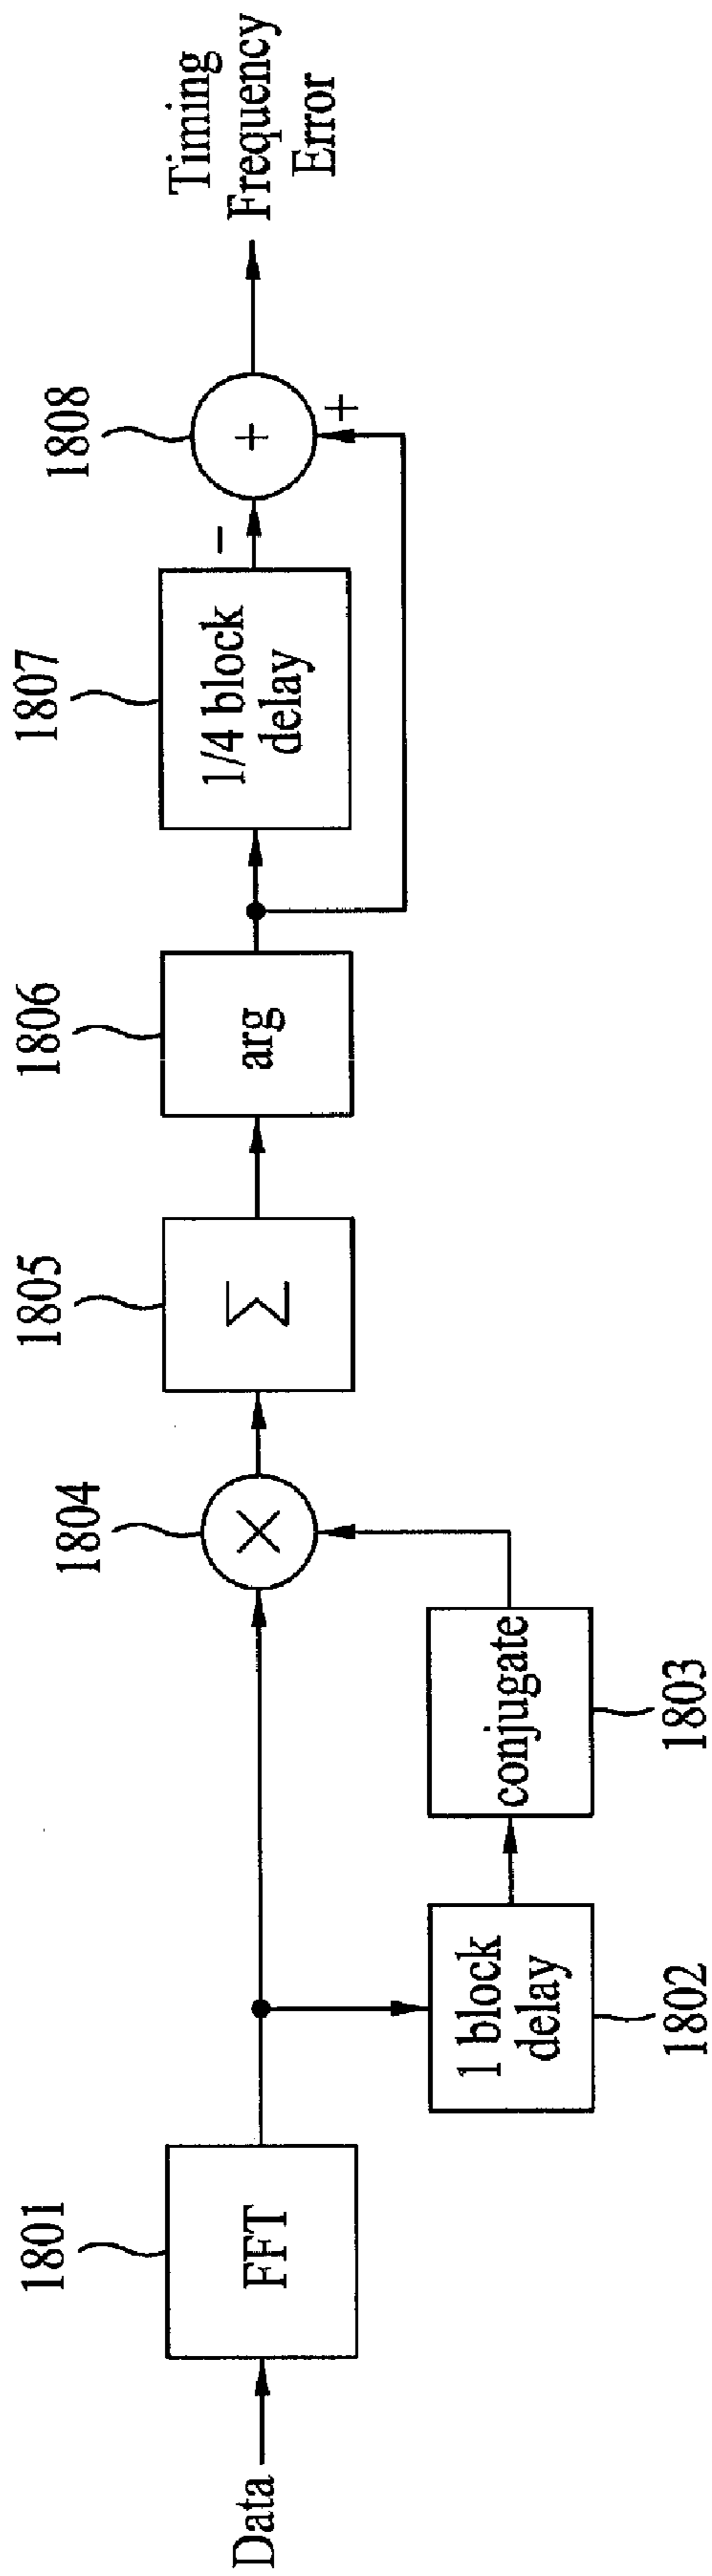 Data
1801
FFT
1 block
delay
1802
conjugate
1803
1804
×
1805
Σ
1806
arg
1807
1/4 block
delay
−
1808
+
+
Timing
Frequency
Error